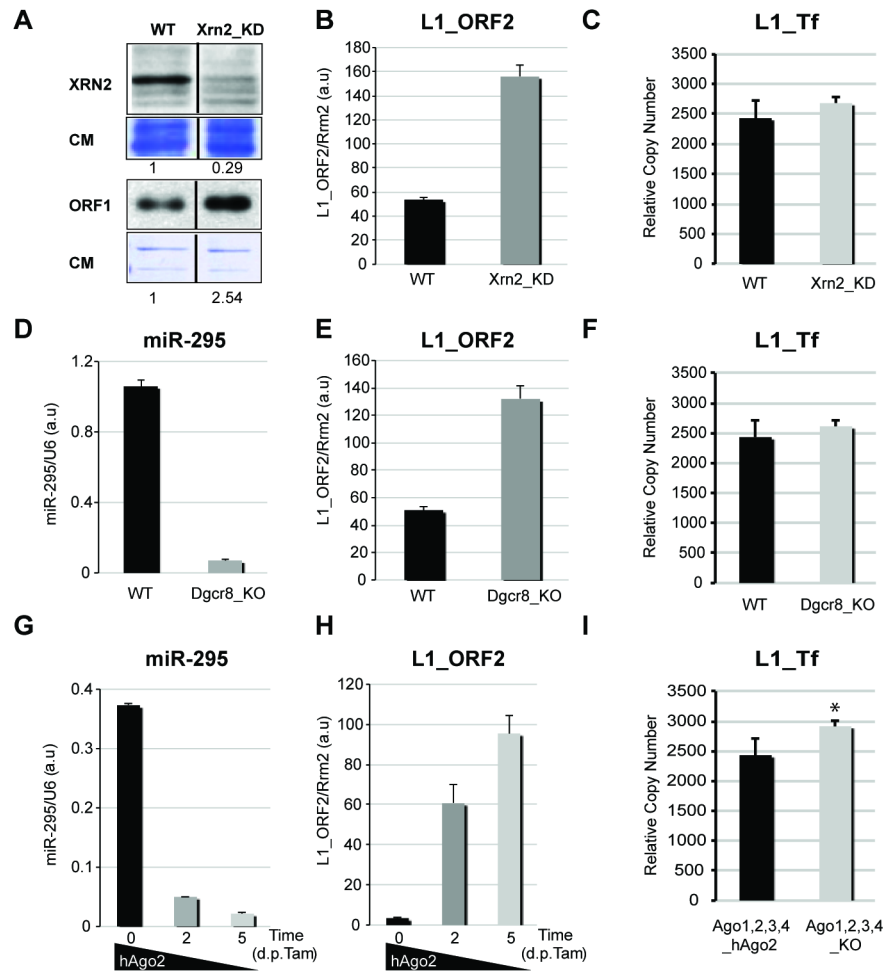 A
WT Xrn2_KD
XRN2
CM
1 0.29
ORF1
CM
1 2.54
B
L1_ORF2
L1_ORF2/Rrm2 (a.u)
180
160
140
120
100
80
60
40
20
0
WT Xrn2_KD
C
L1_Tf
Relative Copy Number
3500
3000
2500
2000
1500
1000
500
0
WT Xrn2_KD
D
miR-295
miR-295/U6 (a.u)
1.2
0.8
0.4
0
WT Dgcr8_KO
E
L1_ORF2
L1_ORF2/Rrm2 (a.u)
160
140
120
100
80
60
40
20
0
WT Dgcr8_KO
F
L1_Tf
Relative Copy Number
3500
3000
2500
2000
1500
1000
500
0
WT Dgcr8_KO
G
miR-295
miR-295/U6 (a.u)
0.4
0.3
0.2
0.1
0
0 2 5 Time
(d.p.Tam)
hAgo2
H
L1_ORF2
L1_ORF2/Rrm2 (a.u)
120
100
80
60
40
20
0
0 2 5 Time
(d.p.Tam)
hAgo2
I
L1_Tf
Relative Copy Number
3500
3000
2500
2000
1500
1000
500
0
*
Ago1,2,3,4 Ago1,2,3,4
_hAgo2 _KO